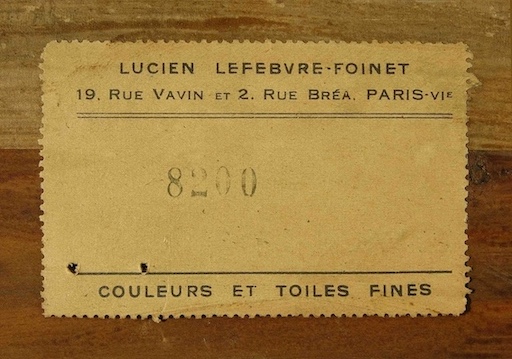 LUCIEN LEFEBVRE-FOINET
19, RUE VAVIN ET 2, RUE BRÉA, PARIS-VIE
8200
COULEURS ET TOILES FINES